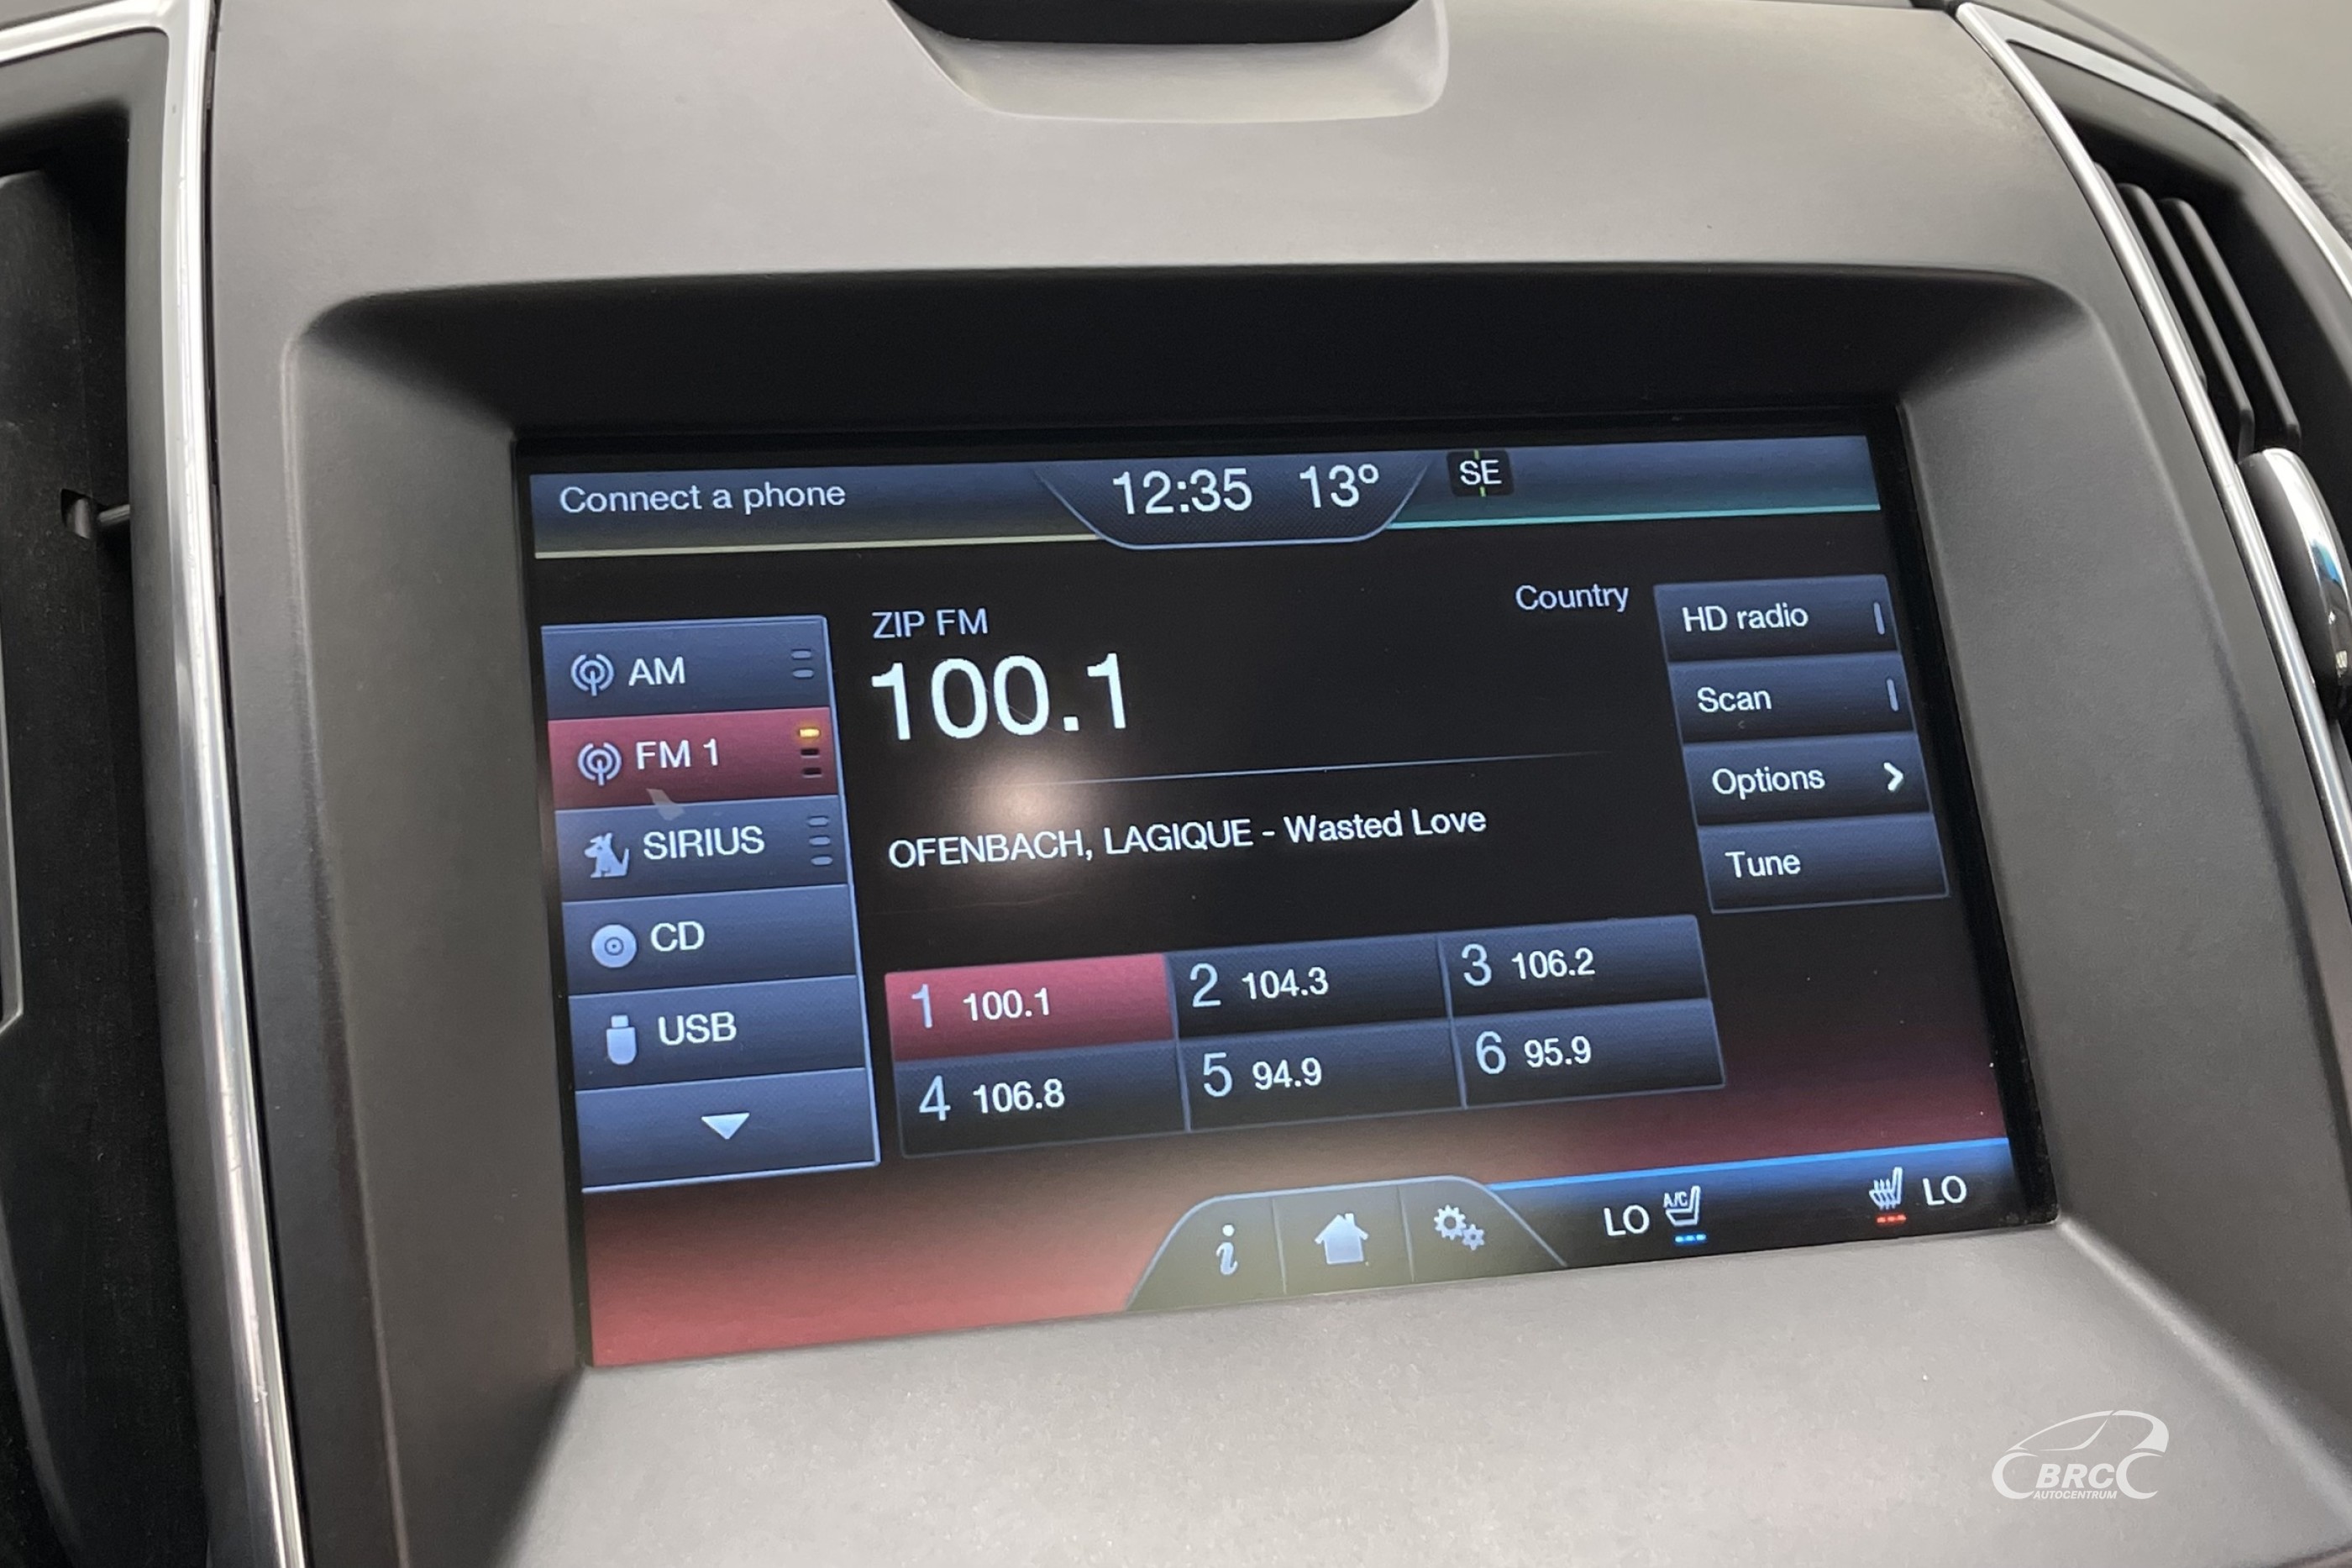 Connect a phone
12:35 13° SE
AM
FM 1
SIRIUS
CD
USB
ZIP FM
100.1
Country
OFENBACH, LAGIQUE - Wasted Love
HD radio
Scan
Options
Tune
1 100.1
2 104.3
3 106.2
4 106.8
5 94.9
6 95.9
i
LO A/C
LO
BRC
AUTOCENTRUM